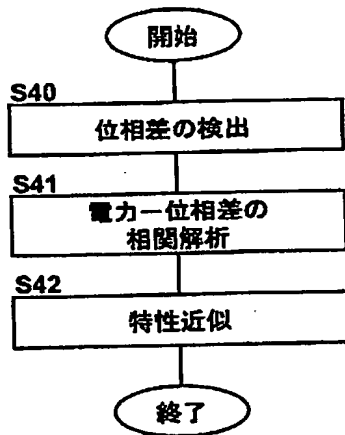 開始
S40
位相差の検出
S41
電力ー位相差の
相関解析
S42
特性近似
終了